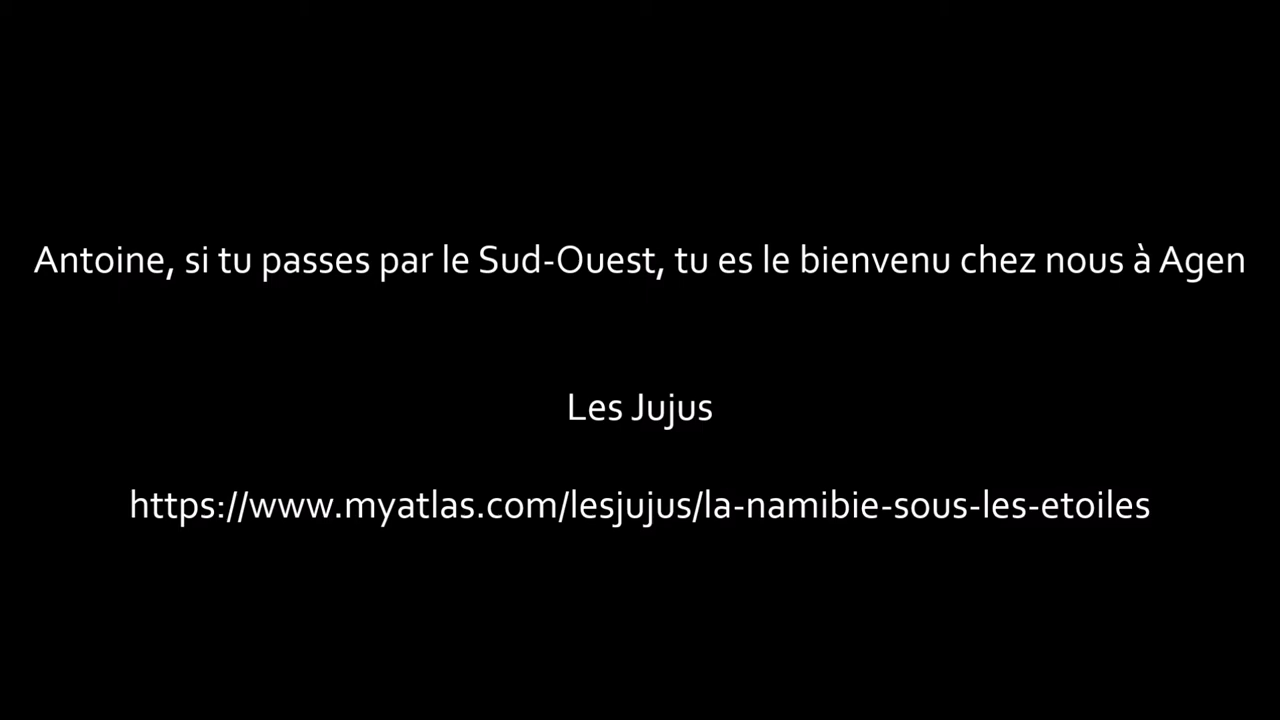 Antoine, si tu passes par le Sud-Ouest, tu es le bienvenu chez nous à Agen
Les Jujus
https://www.myatlas.com/lesjujus/la-namibie-sous-les-etoiles